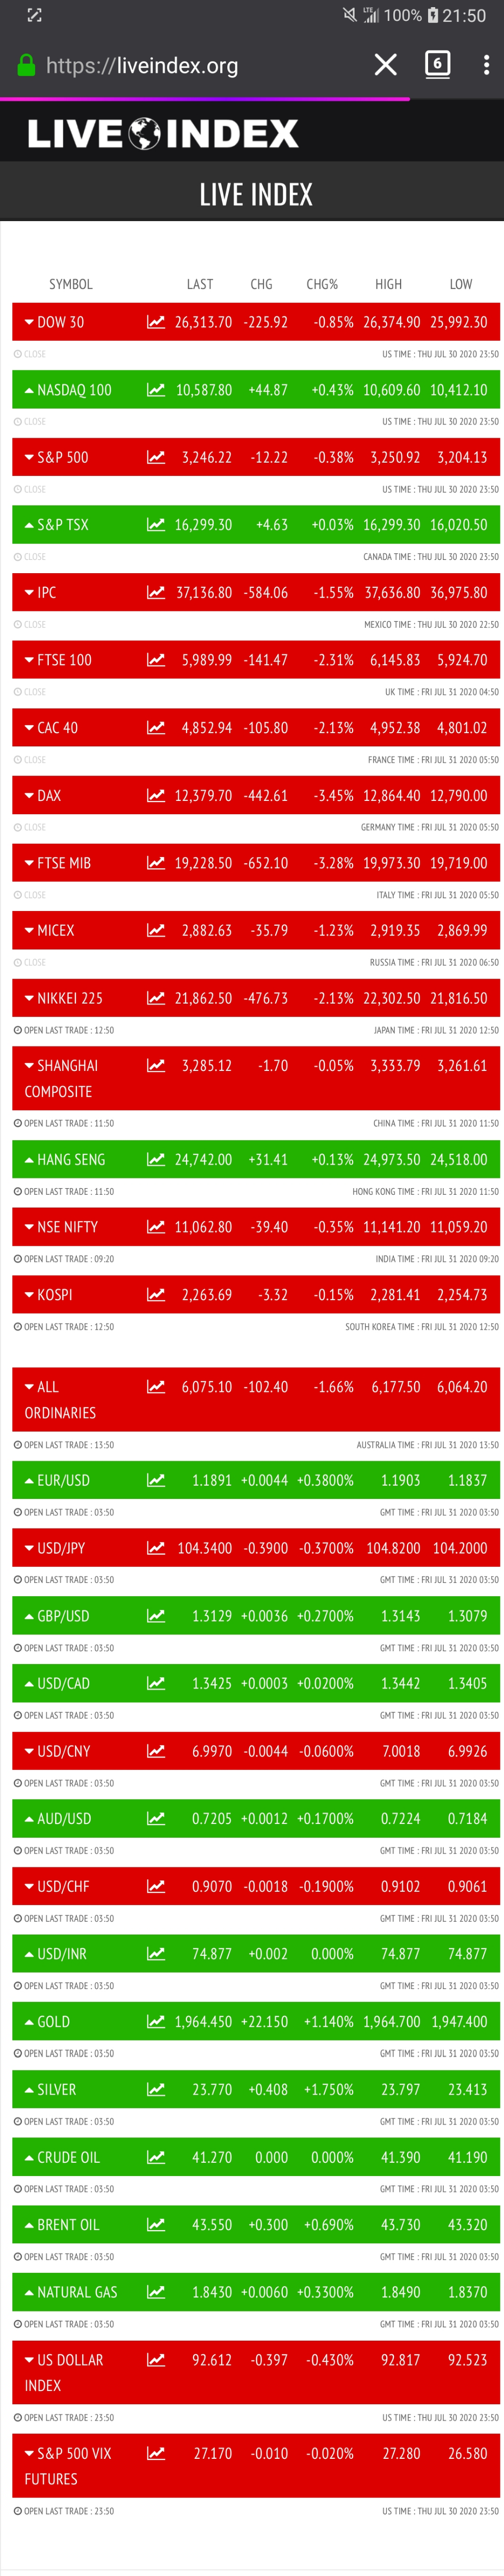 LTE 100% 21:50
https://liveindex.org 6
LIVE INDEX
LIVE INDEX
SYMBOL LAST CHG CHG% HIGH LOW
DOW 30 26,313.70 -225.92 -0.85% 26,374.90 25,992.30
CLOSE US TIME : THU JUL 30 2020 23:50
NASDAQ 100 10,587.80 +44.87 +0.43% 10,609.60 10,412.10
CLOSE US TIME : THU JUL 30 2020 23:50
S&P 500 3,246.22 -12.22 -0.38% 3,250.92 3,204.13
CLOSE US TIME : THU JUL 30 2020 23:50
S&P TSX 16,299.30 +4.63 +0.03% 16,299.30 16,020.50
CLOSE CANADA TIME : THU JUL 30 2020 23:50
IPC 37,136.80 -584.06 -1.55% 37,636.80 36,975.80
CLOSE MEXICO TIME : THU JUL 30 2020 22:50
FTSE 100 5,989.99 -141.47 -2.31% 6,145.83 5,924.70
CLOSE UK TIME : FRI JUL 31 2020 04:50
CAC 40 4,852.94 -105.80 -2.13% 4,952.38 4,801.02
CLOSE FRANCE TIME : FRI JUL 31 2020 05:50
DAX 12,379.70 -442.61 -3.45% 12,864.40 12,790.00
CLOSE GERMANY TIME : FRI JUL 31 2020 05:50
FTSE MIB 19,228.50 -652.10 -3.28% 19,973.30 19,719.00
CLOSE ITALY TIME : FRI JUL 31 2020 05:50
MICEX 2,882.63 -35.79 -1.23% 2,919.35 2,869.99
CLOSE RUSSIA TIME : FRI JUL 31 2020 06:50
NIKKEI 225 21,862.50 -476.73 -2.13% 22,302.50 21,816.50
OPEN LAST TRADE : 12:50 JAPAN TIME : FRI JUL 31 2020 12:50
SHANGHAI 3,285.12 -1.70 -0.05% 3,333.79 3,261.61
COMPOSITE
OPEN LAST TRADE : 11:50 CHINA TIME : FRI JUL 31 2020 11:50
HANG SENG 24,742.00 +31.41 +0.13% 24,973.50 24,518.00
OPEN LAST TRADE : 11:50 HONG KONG TIME : FRI JUL 31 2020 11:50
NSE NIFTY 11,062.80 -39.40 -0.35% 11,141.20 11,059.20
OPEN LAST TRADE : 09:20 INDIA TIME : FRI JUL 31 2020 09:20
KOSPI 2,263.69 -3.32 -0.15% 2,281.41 2,254.73
OPEN LAST TRADE : 12:50 SOUTH KOREA TIME : FRI JUL 31 2020 12:50
ALL 6,075.10 -102.40 -1.66% 6,177.50 6,064.20
ORDINARIES
OPEN LAST TRADE : 13:50 AUSTRALIA TIME : FRI JUL 31 2020 13:50
EUR/USD 1.1891 +0.0044 +0.3800% 1.1903 1.1837
OPEN LAST TRADE : 03:50 GMT TIME : FRI JUL 31 2020 03:50
USD/JPY 104.3400 -0.3900 -0.3700% 104.8200 104.2000
OPEN LAST TRADE : 03:50 GMT TIME : FRI JUL 31 2020 03:50
GBP/USD 1.3129 +0.0036 +0.2700% 1.3143 1.3079
OPEN LAST TRADE : 03:50 GMT TIME : FRI JUL 31 2020 03:50
USD/CAD 1.3425 +0.0003 +0.0200% 1.3442 1.3405
OPEN LAST TRADE : 03:50 GMT TIME : FRI JUL 31 2020 03:50
USD/CNY 6.9970 -0.0044 -0.0600% 7.0018 6.9926
OPEN LAST TRADE : 03:50 GMT TIME : FRI JUL 31 2020 03:50
AUD/USD 0.7205 +0.0012 +0.1700% 0.7224 0.7184
OPEN LAST TRADE : 03:50 GMT TIME : FRI JUL 31 2020 03:50
USD/CHF 0.9070 -0.0018 -0.1900% 0.9102 0.9061
OPEN LAST TRADE : 03:50 GMT TIME : FRI JUL 31 2020 03:50
USD/INR 74.877 +0.002 0.000% 74.877 74.877
OPEN LAST TRADE : 03:50 GMT TIME : FRI JUL 31 2020 03:50
GOLD 1,964.450 +22.150 +1.140% 1,964.700 1,947.400
OPEN LAST TRADE : 03:50 GMT TIME : FRI JUL 31 2020 03:50
SILVER 23.770 +0.408 +1.750% 23.797 23.413
OPEN LAST TRADE : 03:50 GMT TIME : FRI JUL 31 2020 03:50
CRUDE OIL 41.270 0.000 0.000% 41.390 41.190
OPEN LAST TRADE : 03:50 GMT TIME : FRI JUL 31 2020 03:50
BRENT OIL 43.550 +0.300 +0.690% 43.730 43.320
OPEN LAST TRADE : 03:50 GMT TIME : FRI JUL 31 2020 03:50
NATURAL GAS 1.8430 +0.0060 +0.3300% 1.8490 1.8370
OPEN LAST TRADE : 03:50 GMT TIME : FRI JUL 31 2020 03:50
US DOLLAR 92.612 -0.397 -0.430% 92.817 92.523
INDEX
OPEN LAST TRADE : 23:50 US TIME : THU JUL 30 2020 23:50
S&P 500 VIX 27.170 -0.010 -0.020% 27.280 26.580
FUTURES
OPEN LAST TRADE : 23:50 US TIME : THU JUL 30 2020 23:50